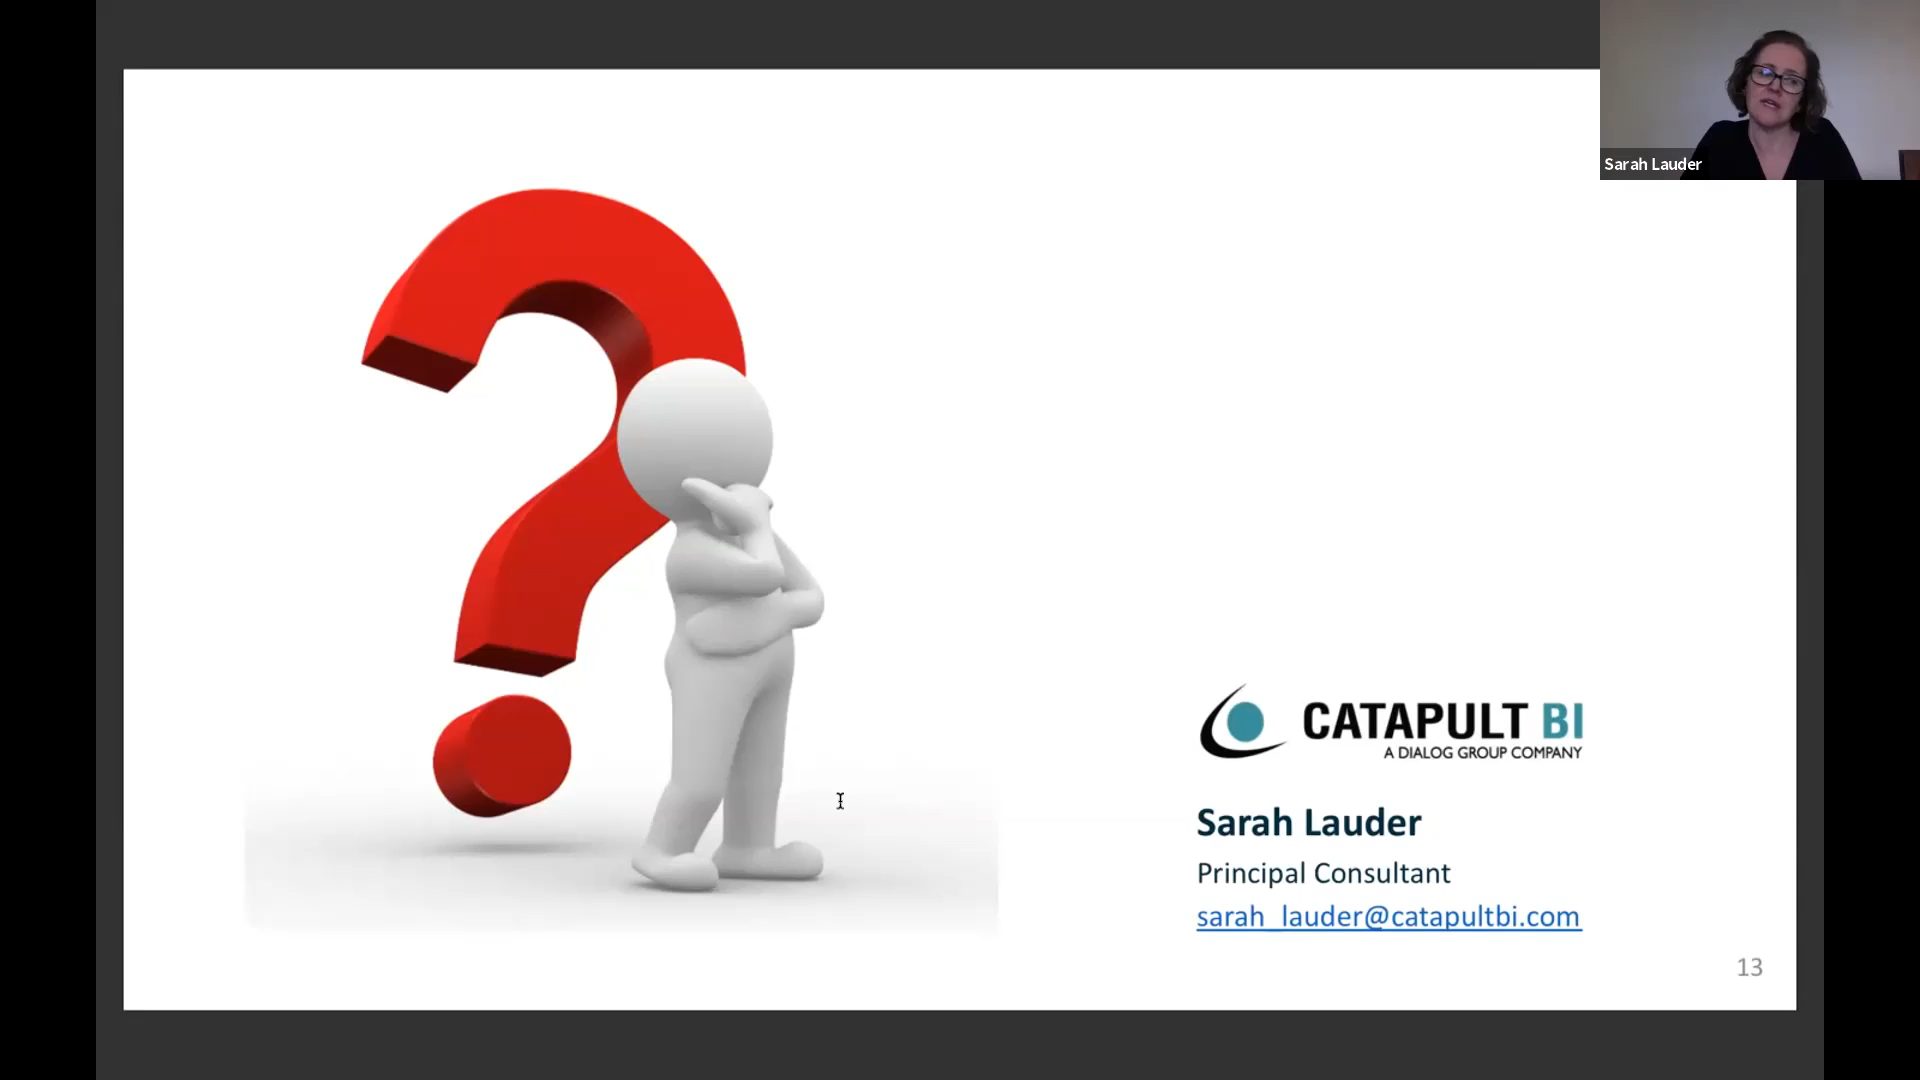 Sarah Lauder
CATAPULT BI
A DIALOG GROUP COMPANY
Sarah Lauder
Principal Consultant
sarah_lauder@catapultbi.com
13